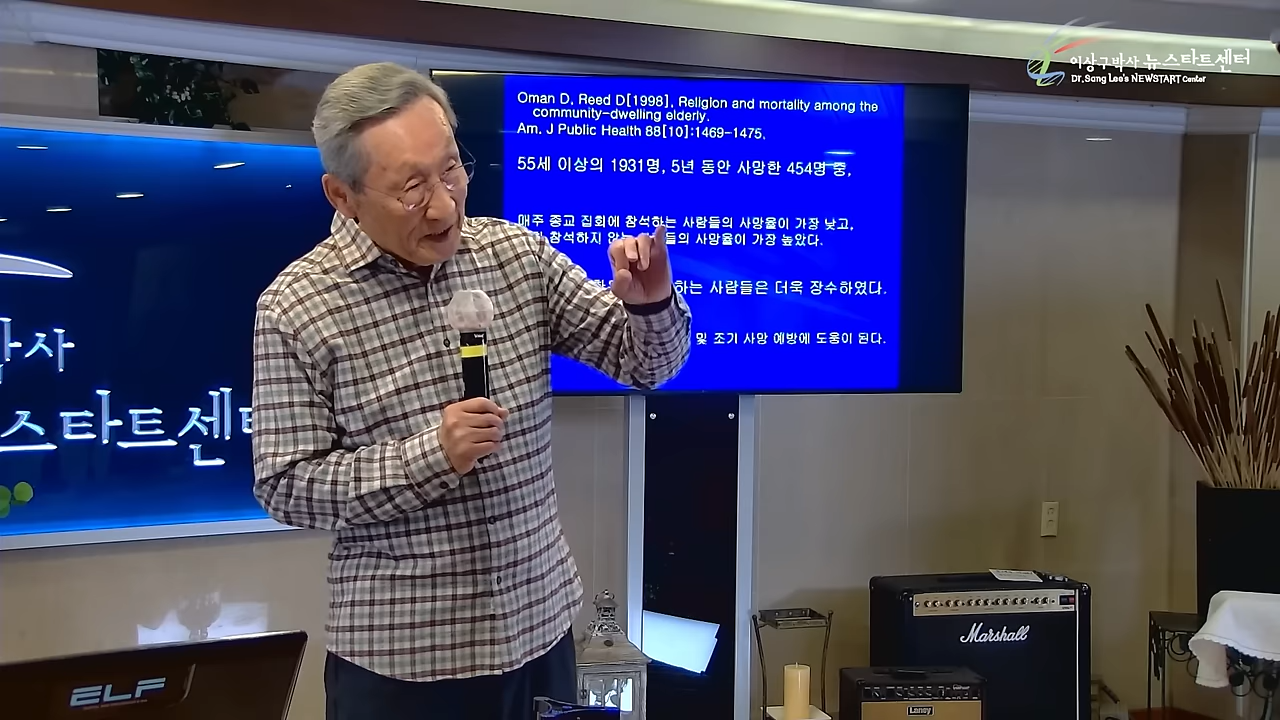 이상구박사 뉴스타트센터
Dr. Sang Lee's NEWSTART Center
Oman D, Reed D[1998], Religion and mortality among the
community-dwelling elderly.
Am. J Public Health 88[10]:1469-1475.
55세 이상의 1931명, 5년 동안 사망한 454명 중,
매주 종교 집회에 참석하는 사람들의 사망율이 가장 낮고,
참석하지 않는 들의 사망율이 가장 높았다.
하는 사람들은 더욱 장수하였다.
및 조기 사망 예방에 도움이 된다.
박사
스타트센터
ELF
Marshall
Laney